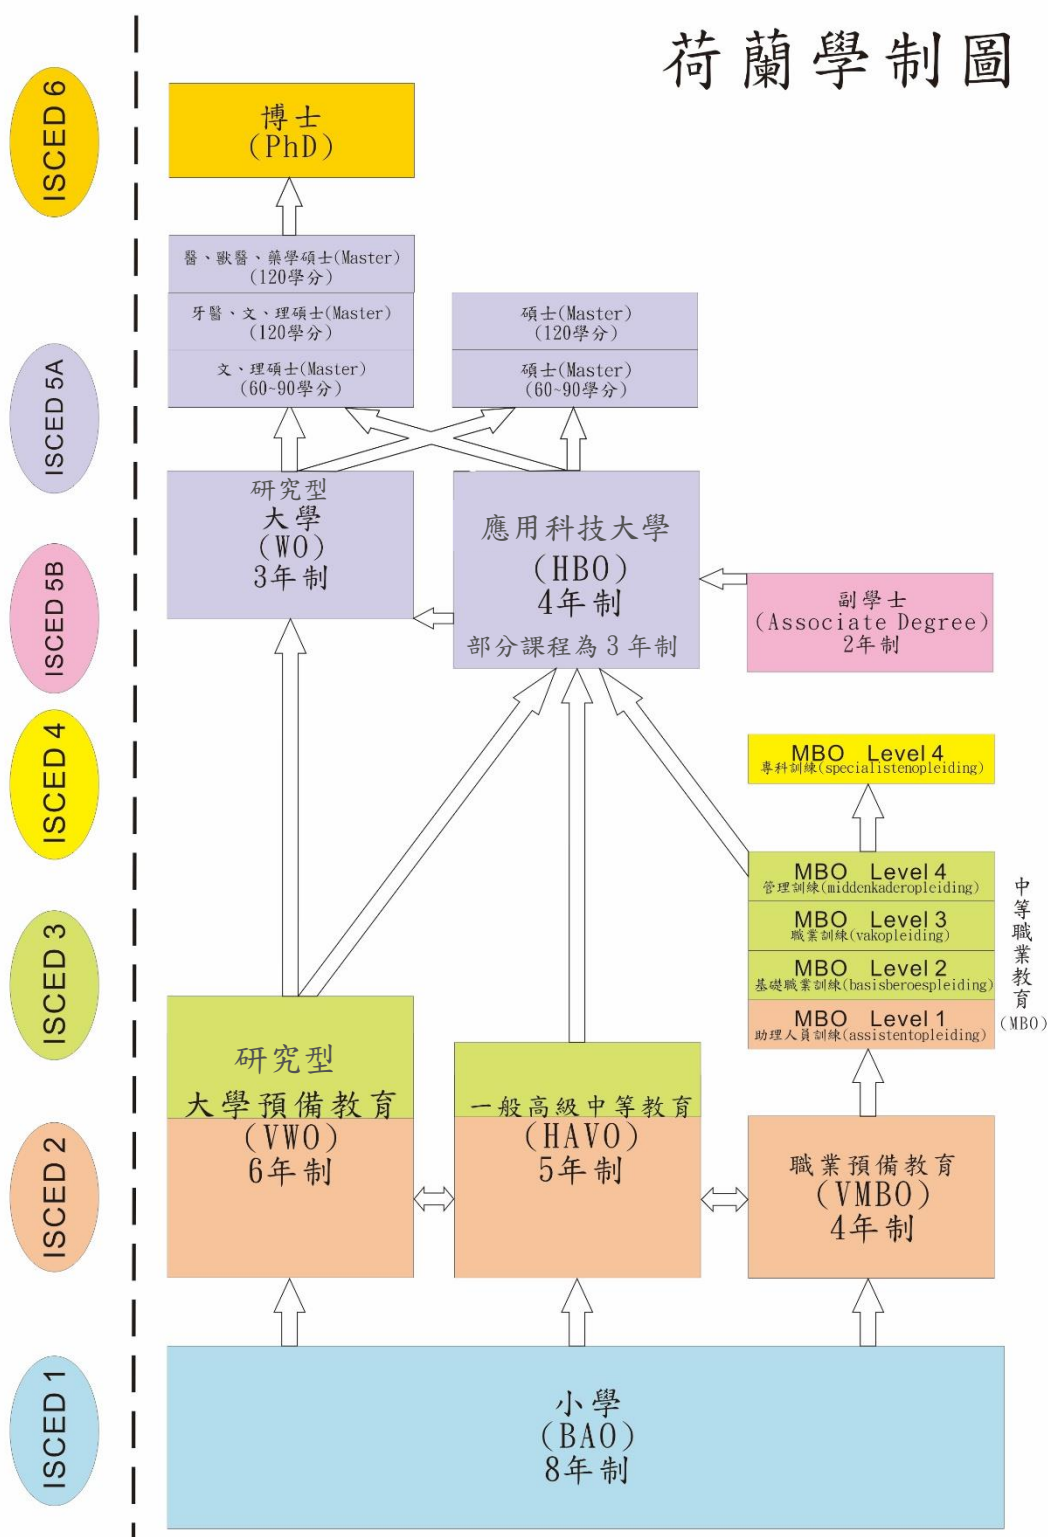 荷蘭學制圖
ISCED 6
博士
(PhD)
醫、獸醫、藥學碩士(Master)
(120學分)
牙醫、文、理碩士(Master)
(120學分)
文、理碩士(Master)
(60~90學分)
碩士(Master)
(120學分)
碩士(Master)
(60~90學分)
ISCED 5A
研究型
大學
(WO)
3年制
應用科技大學
(HBO)
4年制
部分課程為 3 年制
ISCED 5B
副學士
(Associate Degree)
2年制
ISCED 4
MBO Level 4
專科訓練(specialistenopleiding)
MBO Level 4
管理訓練(middenkaderopleiding)
MBO Level 3
職業訓練(vakopleiding)
MBO Level 2
基礎職業訓練(basisberoespleiding)
MBO Level 1
助理人員訓練(assistentopleiding)
中等職業教育
(MBO)
ISCED 3
研究型
大學預備教育
(VWO)
6年制
一般高級中等教育
(HAVO)
5年制
ISCED 2
職業預備教育
(VMBO)
4年制
ISCED 1
小學
(BAO)
8年制